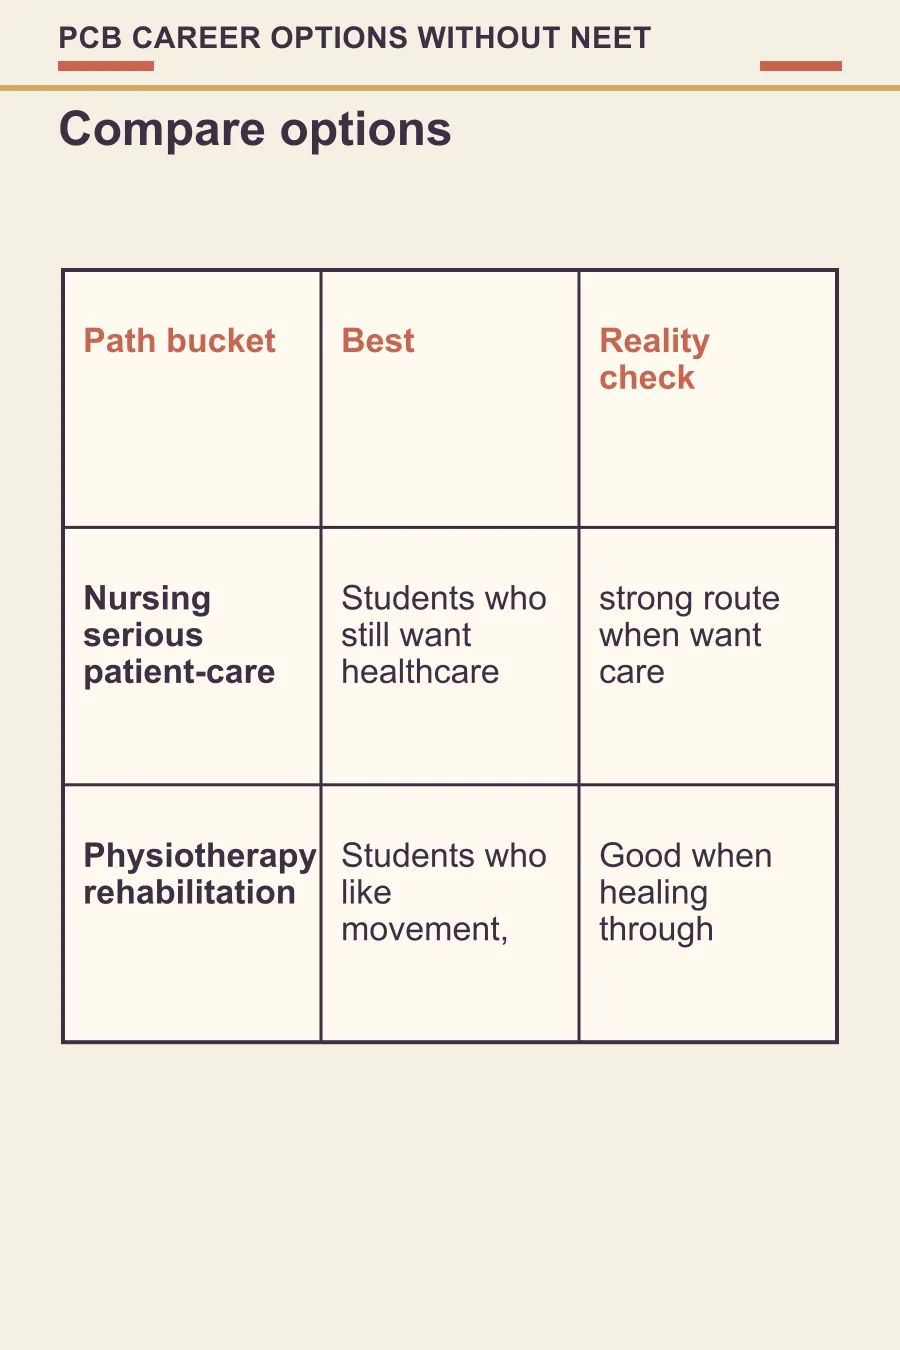 PCB CAREER OPTIONS WITHOUT NEET
Compare options
Path bucket
Best
Reality
check
Nursing
serious
patient-care
Students who
still want
healthcare
strong route
when want
care
Physiotherapy
rehabilitation
Students who
like
movement,
Good when
healing
through